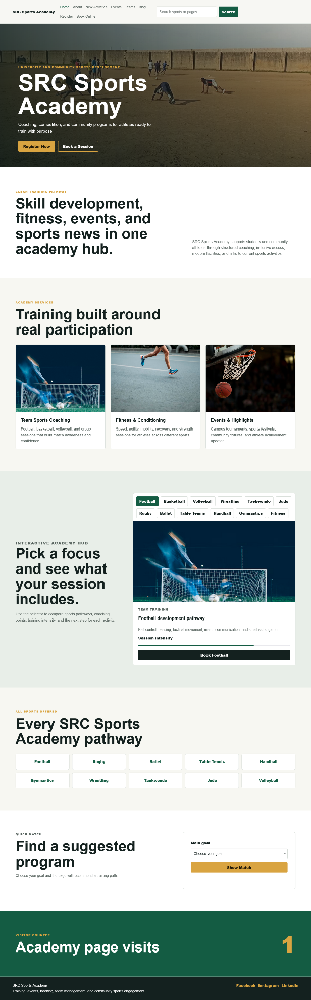 SRC Sports Academy
Home About New Activities Events Teams Blog
Register Book Online
Search sports or pages
Search
UNIVERSITY AND COMMUNITY SPORTS DEVELOPMENT
SRC Sports
Academy
Coaching, competition, and community programs for athletes ready to
train with purpose.
Register Now
Book a Session
CLEAN TRAINING PATHWAY
Skill development,
fitness, events, and
sports news in one
academy hub.
SRC Sports Academy supports students and community
athletes through structured coaching, inclusive access,
modern facilities, and links to current sports activities.
ACADEMY SERVICES
Training built around
real participation
Team Sports Coaching
Football, basketball, volleyball, and group
sessions that build match awareness and
confidence.
Fitness & Conditioning
Speed, agility, mobility, recovery, and strength
sessions for athletes across different sports.
Events & Highlights
Campus tournaments, sports festivals,
community fixtures, and athlete achievement
updates.
INTERACTIVE ACADEMY HUB
Pick a focus
and see what
your session
includes.
Use the selector to compare sports pathways, coaching
points, training intensity, and the next step for each activity.
Football Basketball Volleyball Wrestling Taekwondo Judo
Rugby Ballet Table Tennis Handball Gymnastics Fitness
TEAM TRAINING
Football development pathway
Ball control, passing, tactical movement, match communication, and small-sided games.
Session intensity
Book Football
ALL SPORTS OFFERED
Every SRC Sports
Academy pathway
Football Rugby Ballet Table Tennis Handball
Gymnastics Wrestling Taekwondo Judo Volleyball
QUICK MATCH
Find a suggested
program
Choose your goal and the page will recommend a training path.
Main goal
Choose your goal
Show Match
VISITOR COUNTER
Academy page visits
1
SRC Sports Academy
Training, events, booking, team management, and community sports engagement.
Facebook Instagram LinkedIn